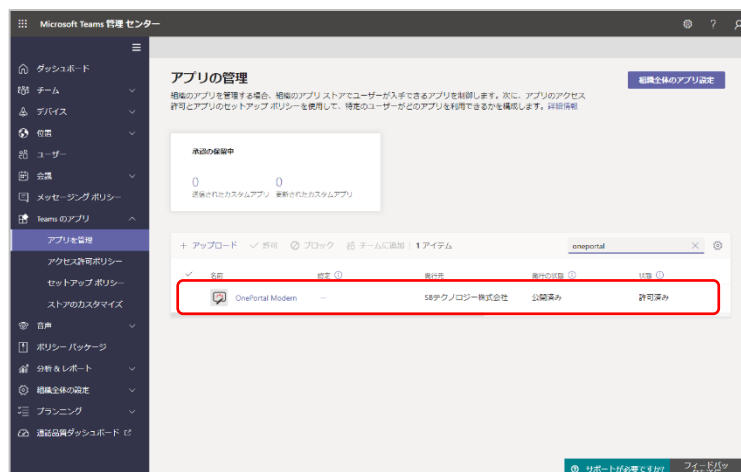 Microsoft Teams 管理 センター
?
ダッシュボード
チーム
デバイス
位置
ユーザー
会議
メッセージング ポリシー
Teams のアプリ
アプリを管理
アクセス許可ポリシー
セットアップ ポリシー
ストアのカスタマイズ
音声
ポリシー パッケージ
分析 & レポート
組織全体の設定
プランニング
通話品質ダッシュボード
アプリの管理
組織全体のアプリ設定
組織のアプリを管理する場合、組織のアプリ ストアでユーザーが入手できるアプリを制御します。次に、アプリのアクセス
許可とアプリのセットアップ ポリシーを使用して、特定のユーザーがどのアプリを利用できるかを構成します。詳細情報
承認の保留中
0 0
送信されたカスタムアプリ 更新されたカスタムアプリ
+ アップロード ✓ 許可 ブロック チームに追加 | 1 アイテム oneportal ×
✓ 名前 認定 発行元 発行の状態 状態
OnePortal Modern -- SBテクノロジー株式会社 公開済み 許可済み
サポートが必要ですか? フィードバッ